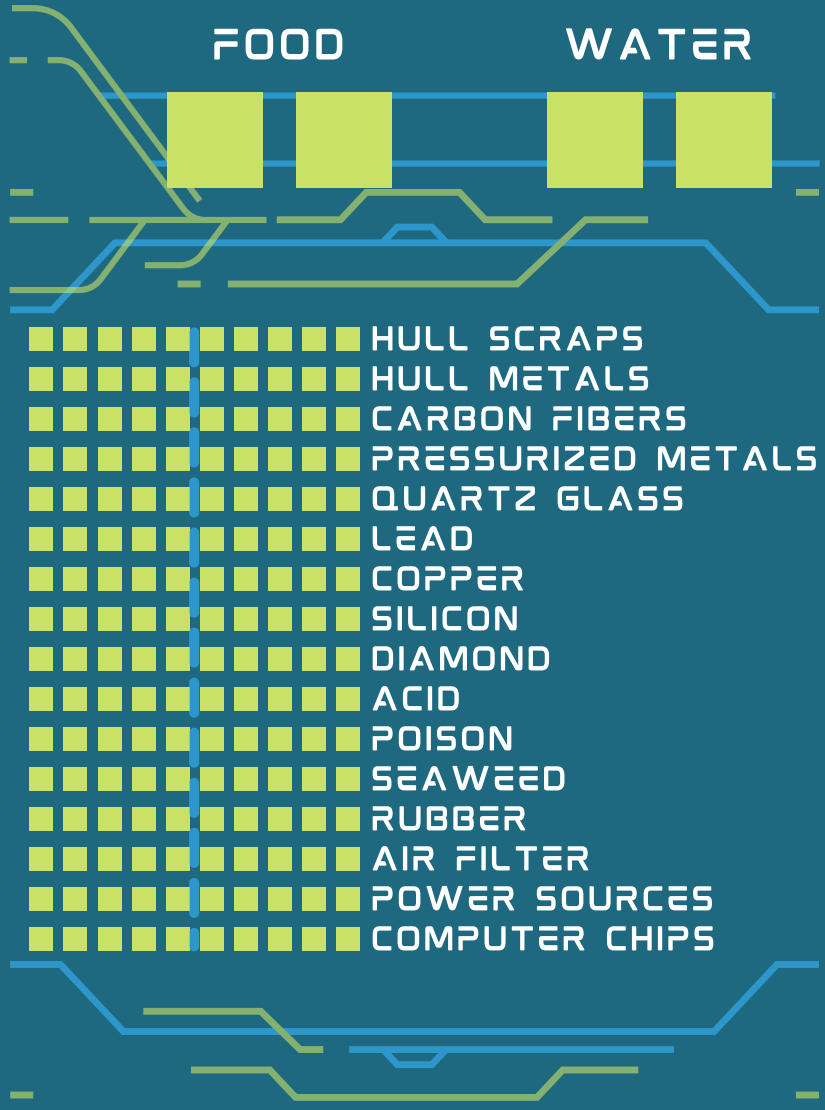 FOOD WATER
HULL SCRAPS
HULL METALS
CARBON FIBERS
PRESSURIZED METALS
QUARTZ GLASS
LEAD
COPPER
SILICON
DIAMOND
ACID
POISON
SEAWEED
RUBBER
AIR FILTER
POWER SOURCES
COMPUTER CHIPS